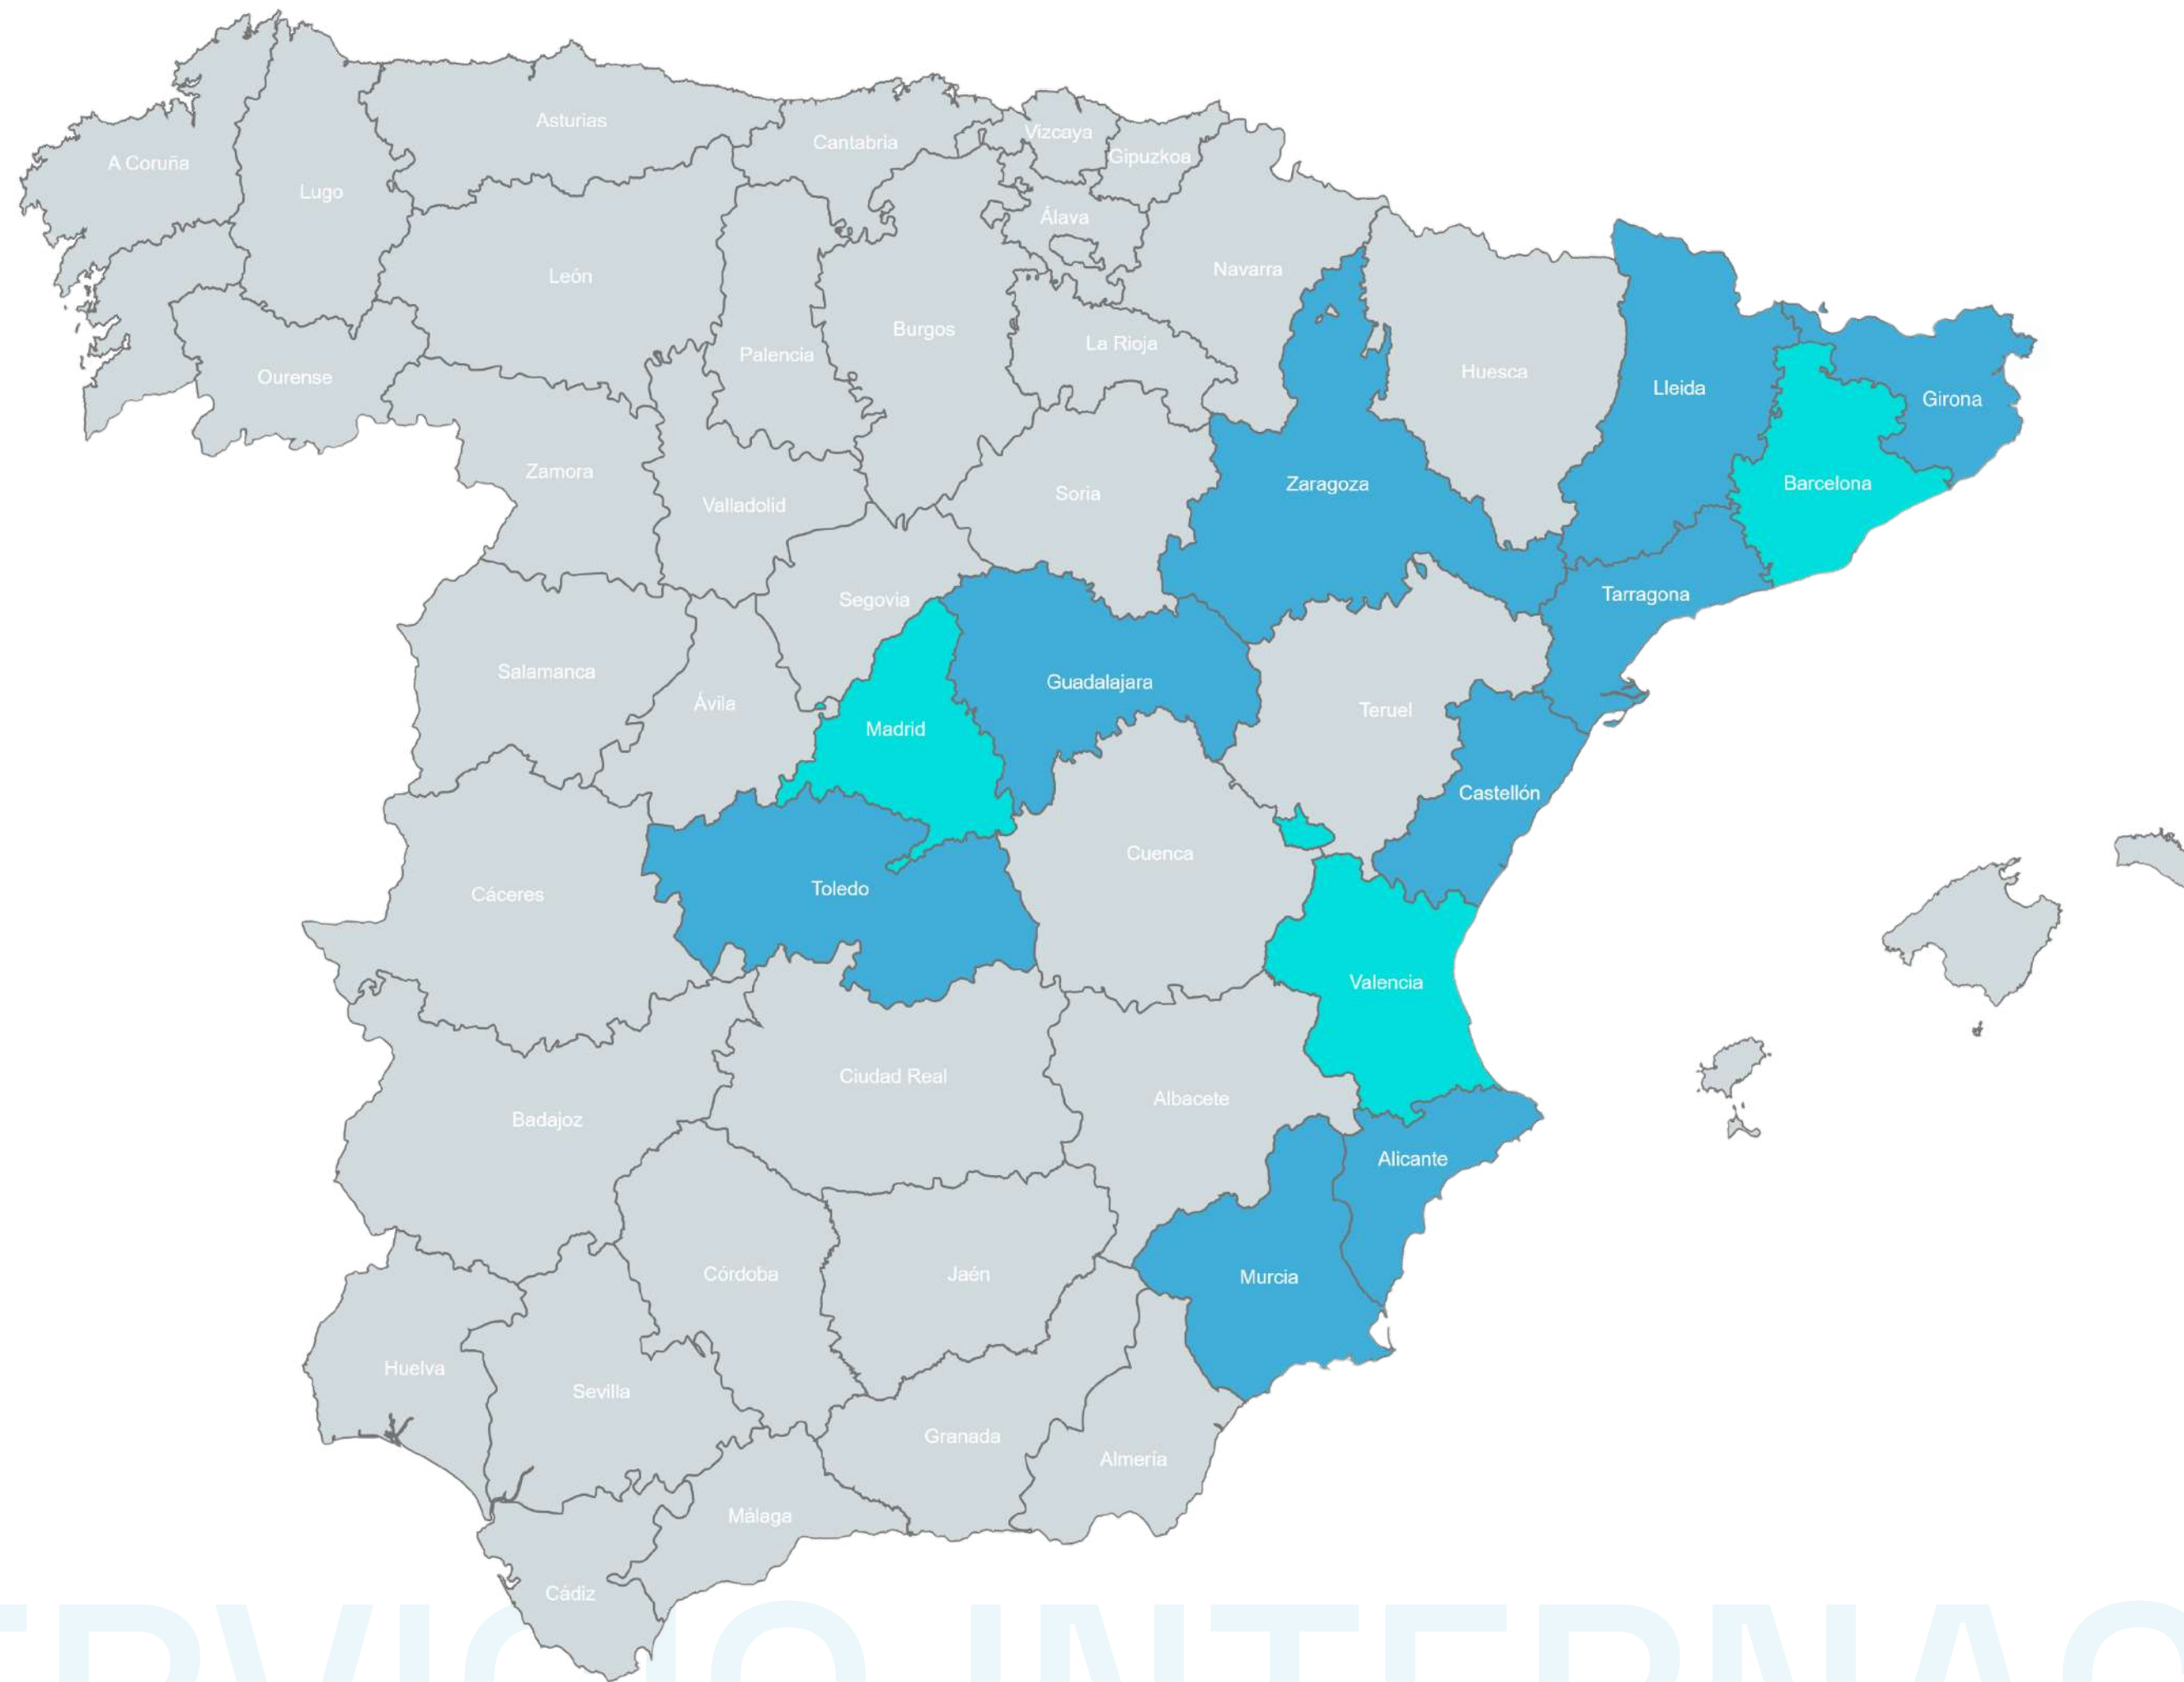 Asturias
Vizcaya
Cantabria
Gipuzkoa
A Coruña
Lugo
Álava
Navarra
León
Burgos
La Rioja
Palencia
Huesca
Ourense
Lleida
Girona
Zamora
Barcelona
Zaragoza
Soria
Valladolid
Tarragona
Segovia
Salamanca
Guadalajara
Ávila
Teruel
Madrid
Castellón
Cuenca
Toledo
Cáceres
Valencia
Ciudad Real
Albacete
Badajoz
Alicante
Córdoba
Jaén
Murcia
Huelva
Sevilla
Granada
Almería
Málaga
Cádiz